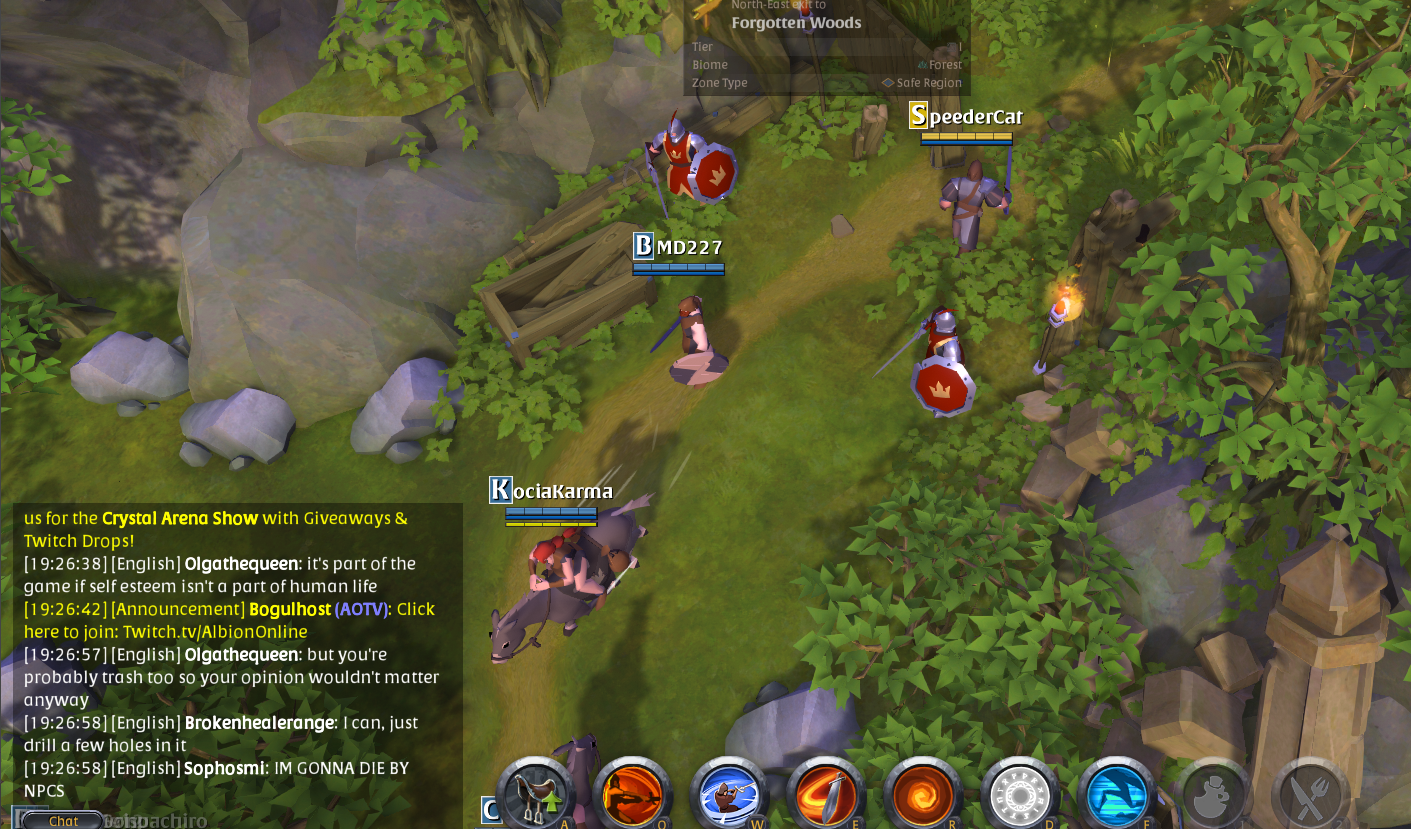 North-East exit to
Forgotten Woods
Tier I
Biome Forest
Zone Type Safe Region
SpeederCat
BMD227
KociaKarma
us for the Crystal Arena Show with Giveaways &
Twitch Drops!
[19:26:38] [English] Olgathequeen: it's part of the
game if self esteem isn't a part of human life
[19:26:42] [Announcement] Bogulhost (AOTV): Click
here to join: Twitch.tv/AlbionOnline
[19:26:57] [English] Olgathequeen: but you're
probably trash too so your opinion wouldn't matter
anyway
[19:26:58] [English] Brokenhealerange: I can, just
drill a few holes in it
[19:26:58] [English] Sophosmi: IM GONNA DIE BY
NPCS
C
A Q W E R D F
Chat